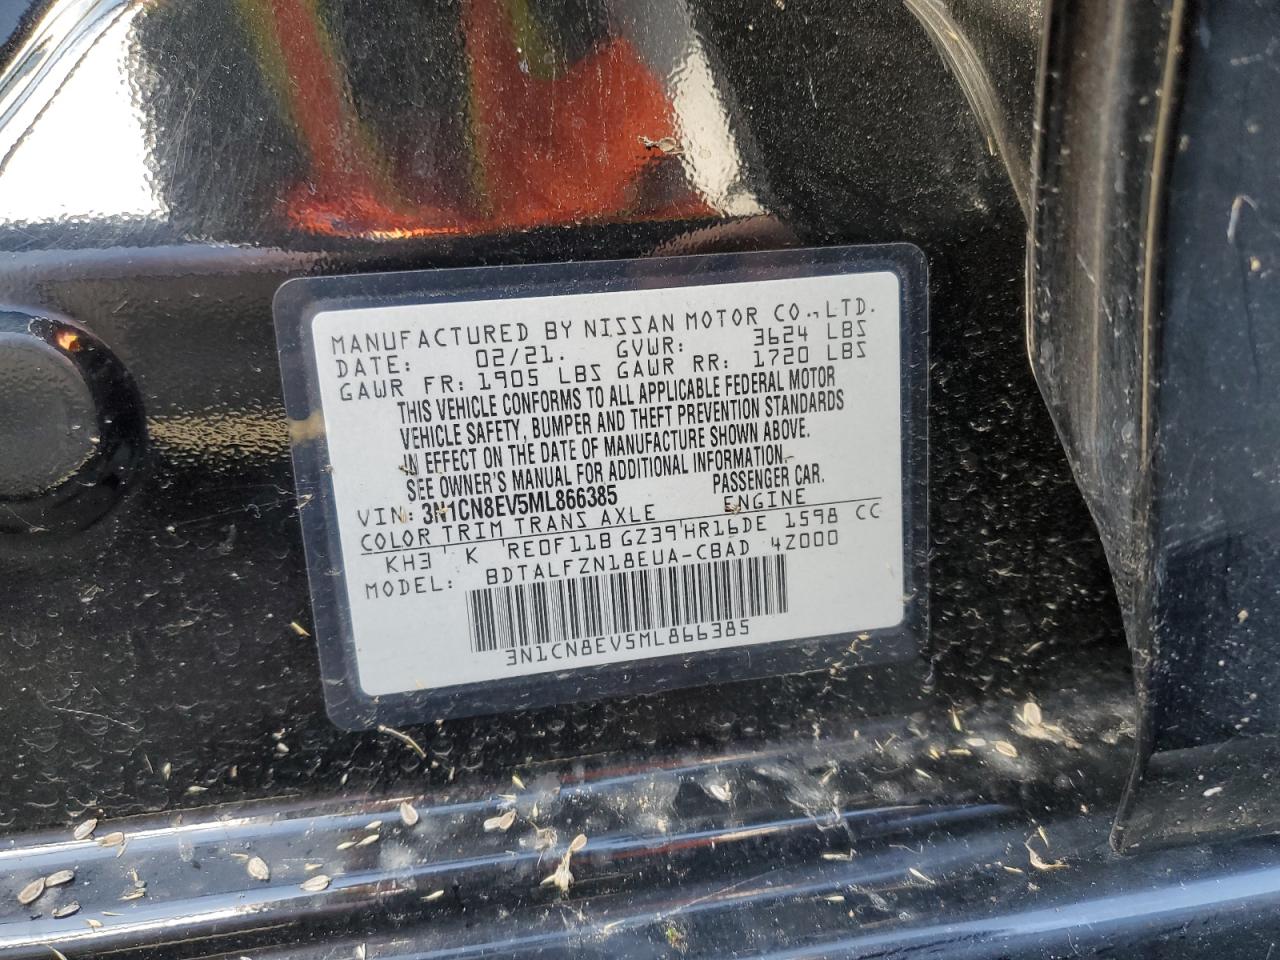 MANUFACTURED BY NISSAN MOTOR CO.,LTD.
DATE: 02/21. GVWR: 3624 LBS
GAWR FR: 1905 LBS GAWR RR: 1720 LBS
THIS VEHICLE CONFORMS TO ALL APPLICABLE FEDERAL MOTOR
VEHICLE SAFETY, BUMPER AND THEFT PREVENTION STANDARDS
IN EFFECT ON THE DATE OF MANUFACTURE SHOWN ABOVE.
SEE OWNER'S MANUAL FOR ADDITIONAL INFORMATION.
VIN: 3N1CN8EV5ML866385 PASSENGER CAR.
COLOR TRIM TRANS AXLE ENGINE
KH3 K RE0F11B GZ39 HR16DE 1598 CC
MODEL: BDTALFZN18EUA-CBAD 4Z000
3N1CN8EV5ML866385